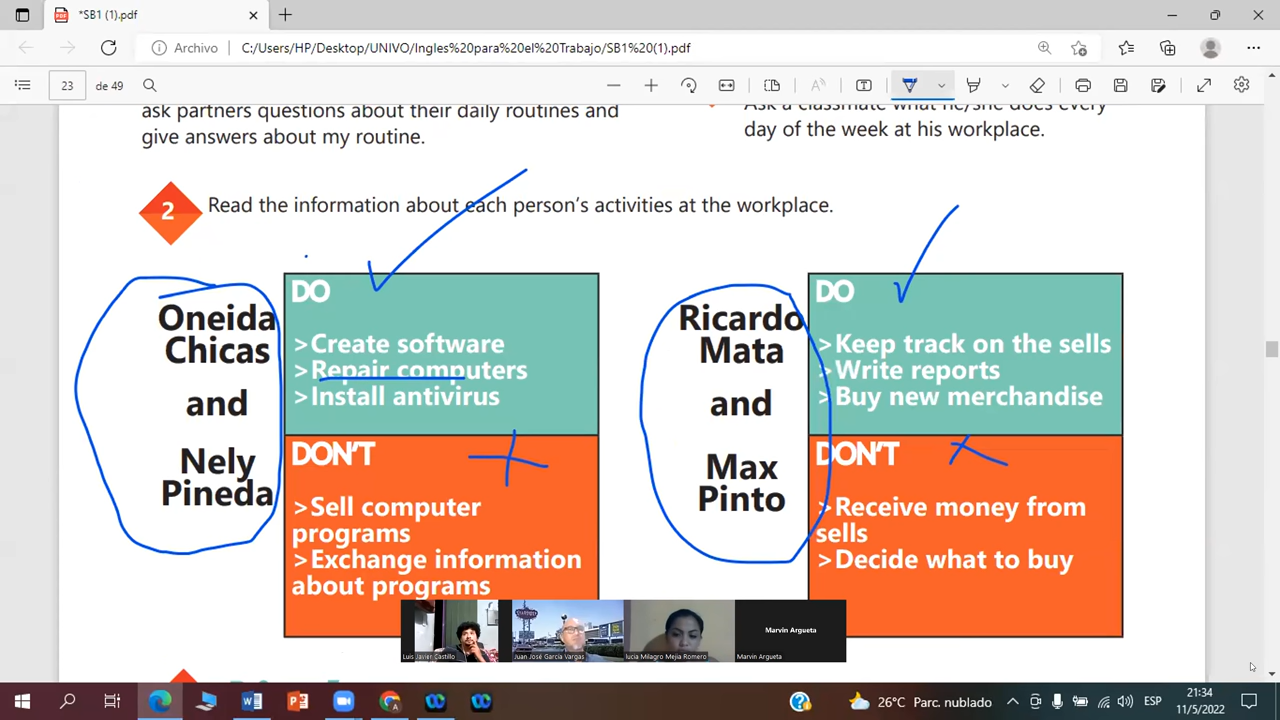 *SB1 (1).pdf
Archivo
C:/Users/HP/Desktop/UNIVO/Ingles%20para%20el%20Trabajo/SB1%20(1).pdf
23
de 49
ask partners questions about their daily routines and
give answers about my routine.
Ask a classmate what he/she does every
day of the week at his workplace.
2
Read the information about each person's activities at the workplace.
Oneida
Chicas
and
Nely
Pineda
DO
>Create software
>Repair computers
>Install antivirus
DON'T
>Sell computer
programs
>Exchange information
about programs
Ricardo
Mata
and
Max
Pinto
DO
>Keep track on the sells
>Write reports
>Buy new merchandise
DON'T
>Receive money from
sells
>Decide what to buy
Luis Javier Castillo
Juan José García Vargas
lucia Milagro Mejia Romero
Marvin Argueta
Marvin Argueta
26°C
Parc. nublado
ESP
21:34
11/5/2022